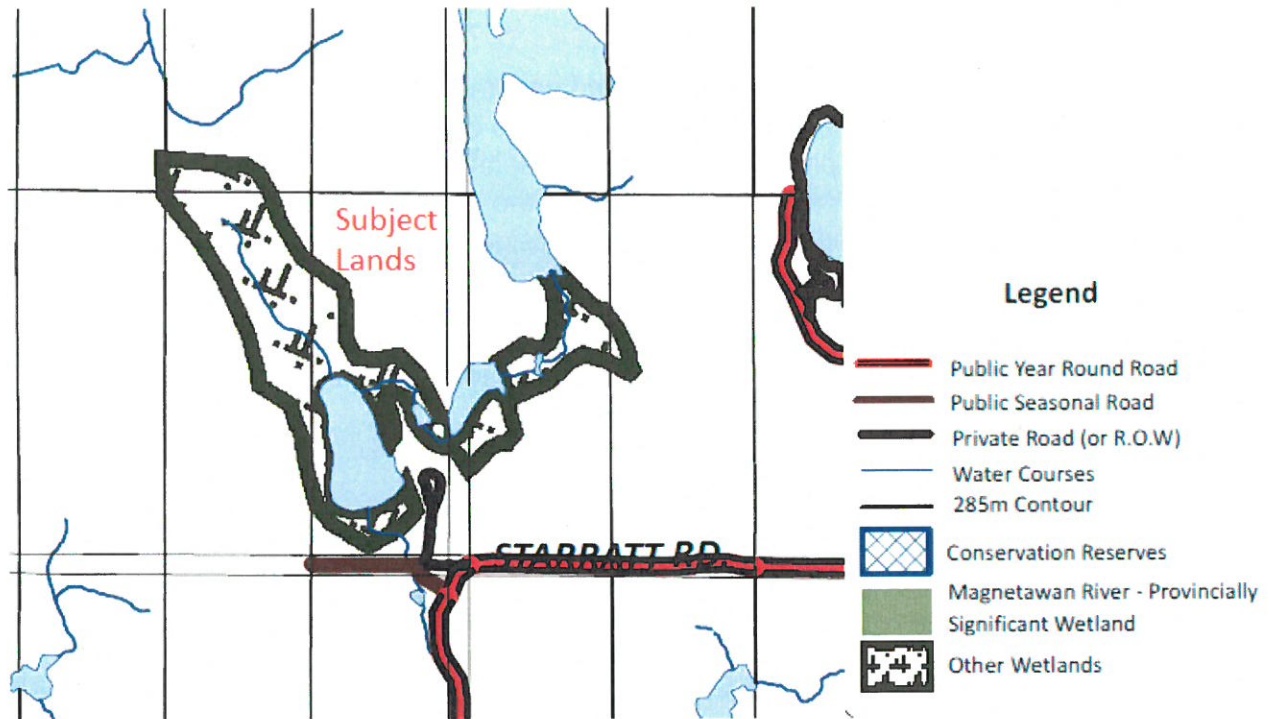 Subject
Lands
STARRATT RD.
Legend
Public Year Round Road
Public Seasonal Road
Private Road (or R.O.W)
Water Courses
285m Contour
Conservation Reserves
Magnetawan River - Provincially
Significant Wetland
Other Wetlands